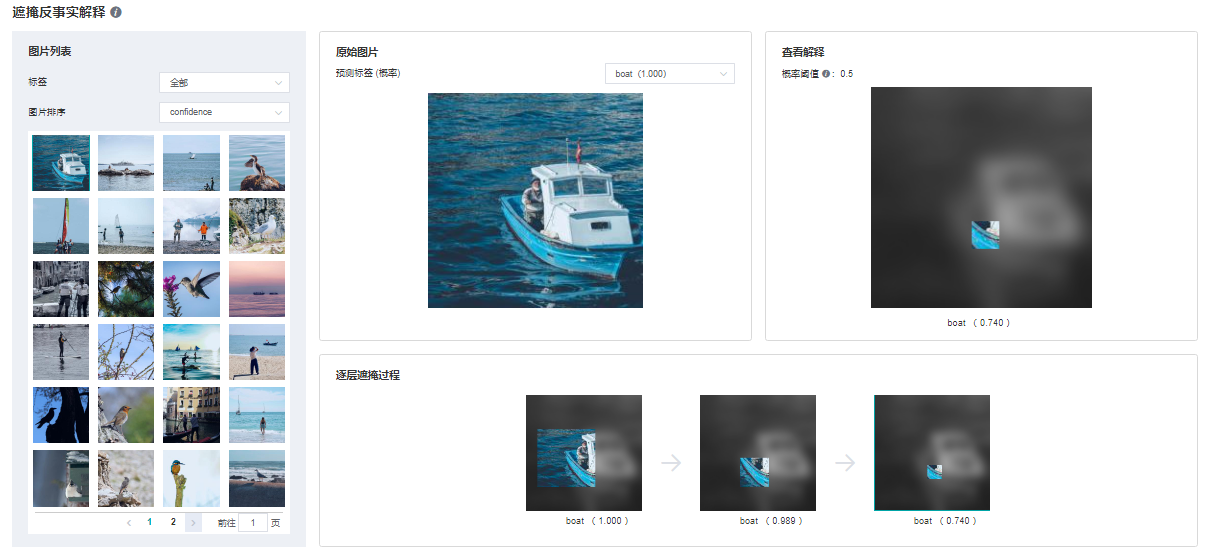 遮掩反事实解释
图片列表
标签
全部
图片排序
confidence
1 2 前往 1 页
原始图片
预测标签 (概率)
boat (1.000)
查看解释
概率阈值 : 0.5
boat ( 0.740 )
逐层遮掩过程
boat ( 1.000 )
boat ( 0.989 )
boat ( 0.740 )